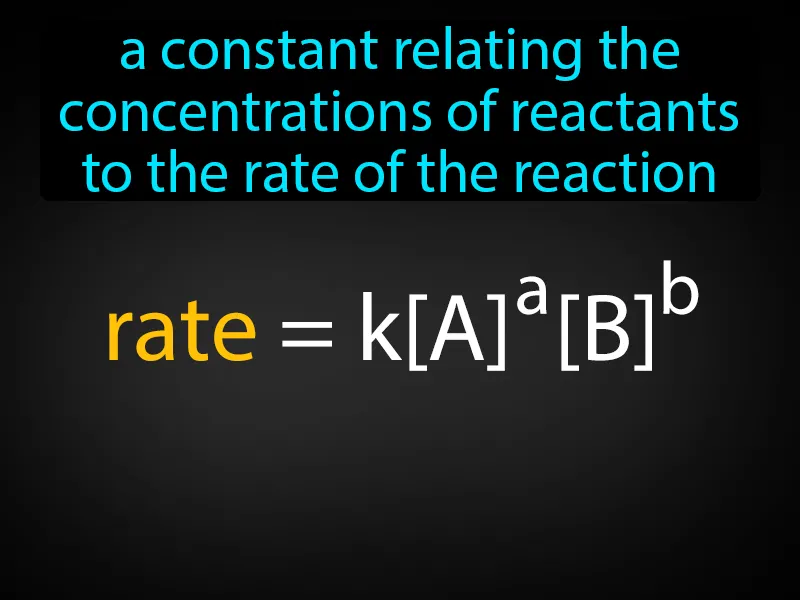 a constant relating the
concentrations of reactants
to the rate of the reaction
rate = k[A]ᵃ[B]ᵇ